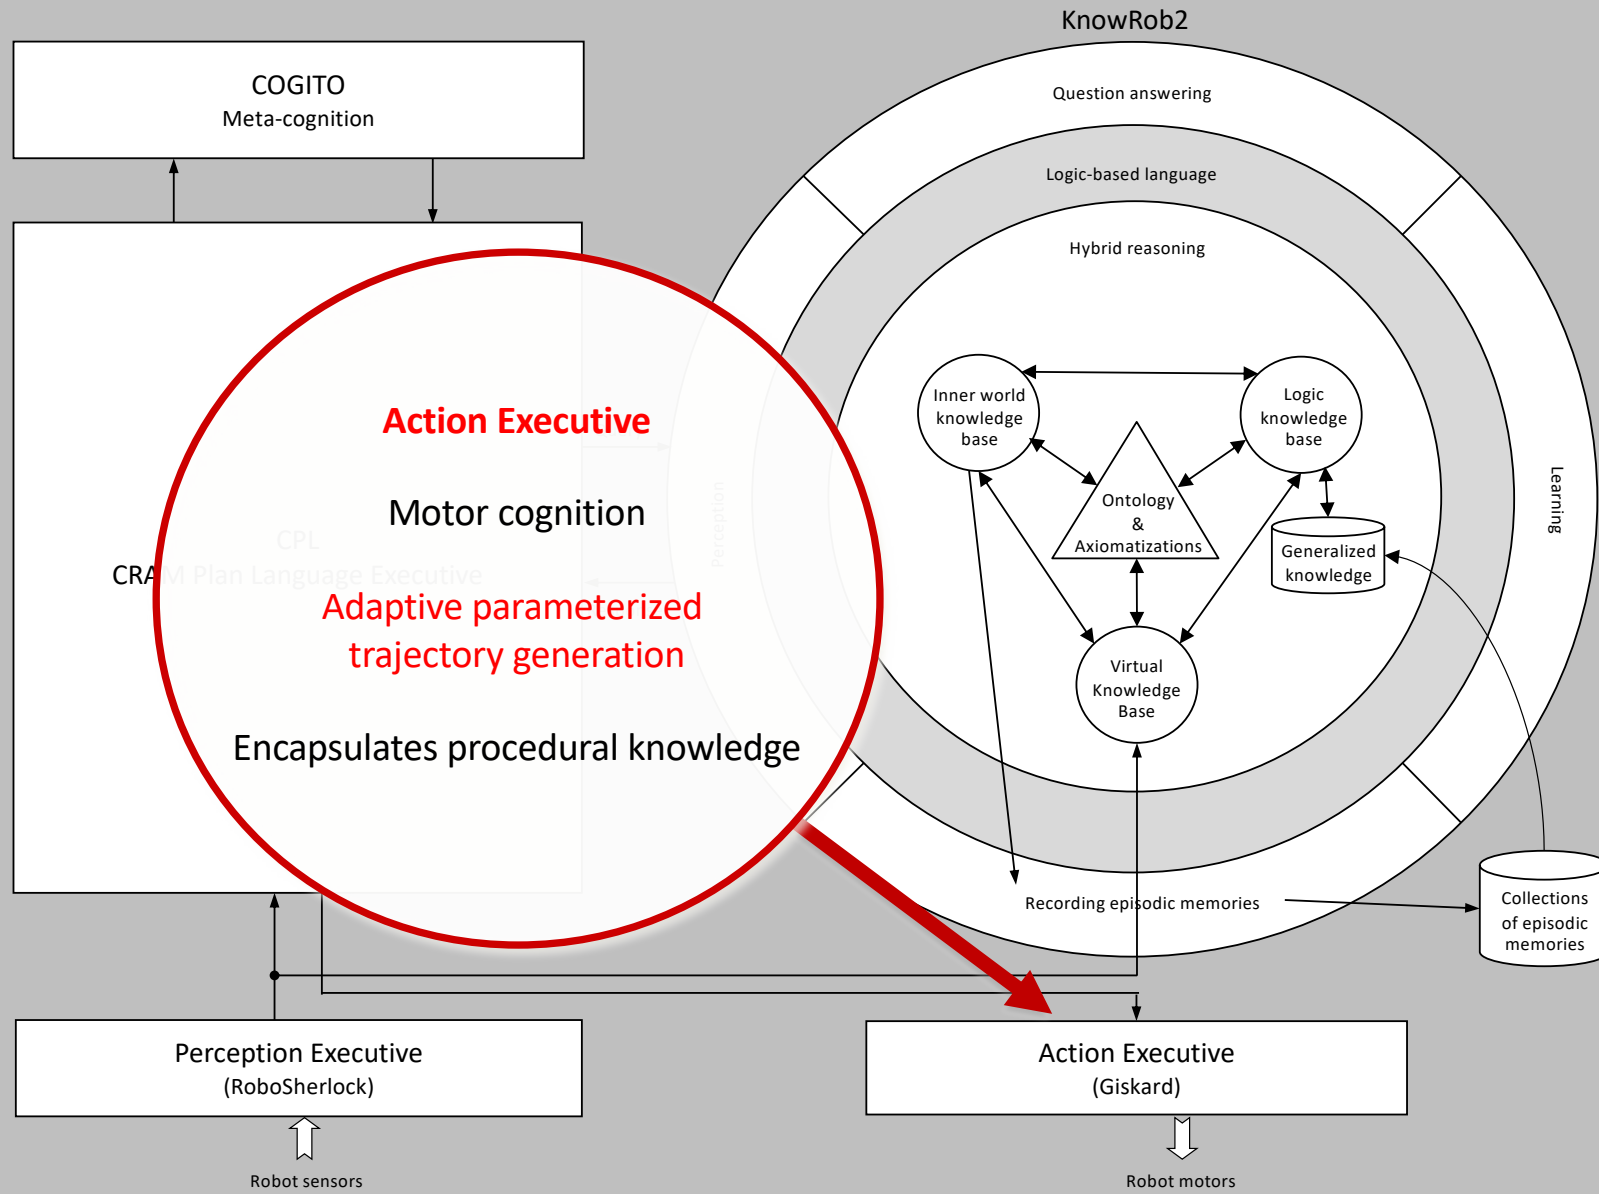 KnowRob2
COGITO
Meta-cognition
Question answering
Logic-based language
Hybrid reasoning
Inner world
knowledge
base
Logic
knowledge
base
Ontology
&
Axiomatizations
Generalized
knowledge
Virtual
Knowledge
Base
Perception
Learning
Action Executive
Motor cognition
CPL
CRAM Plan Language Executive
Adaptive parameterized
trajectory generation
Encapsulates procedural knowledge
Recording episodic memories
Collections
of episodic
memories
Perception Executive
(RoboSherlock)
Action Executive
(Giskard)
Robot sensors
Robot motors